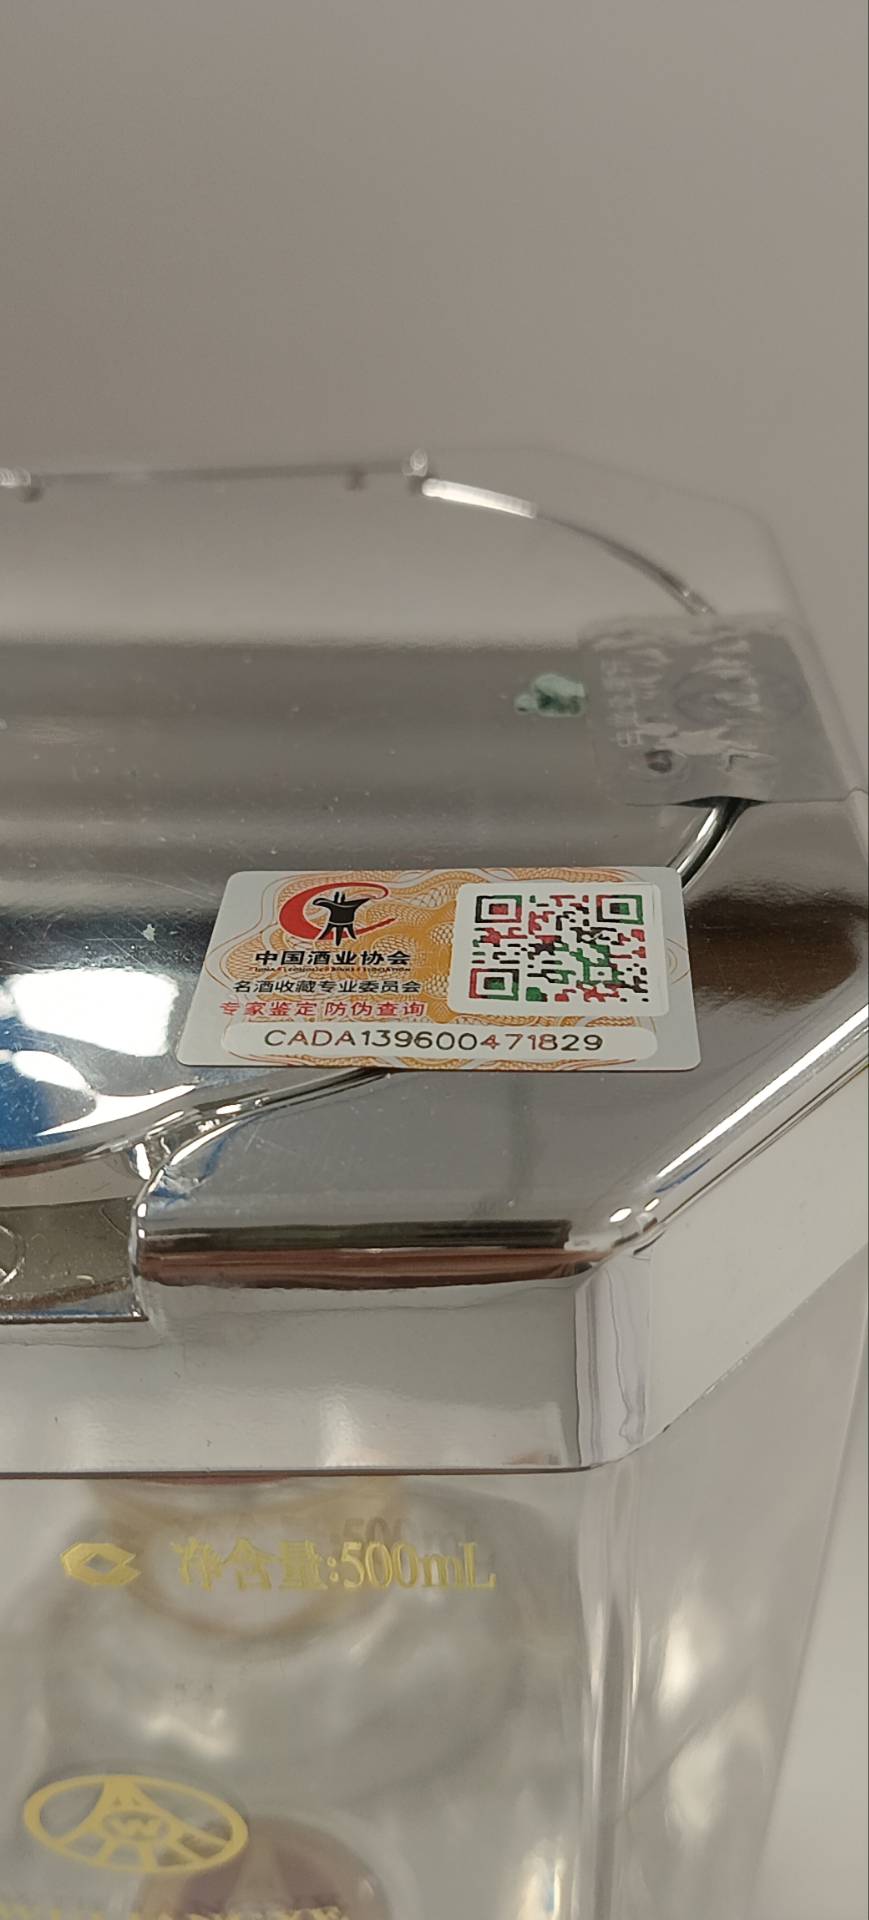 中国酒业协会
名酒收藏专业委员会
专家鉴定 防伪查询
CADA139600471829
净含量:500mL
W